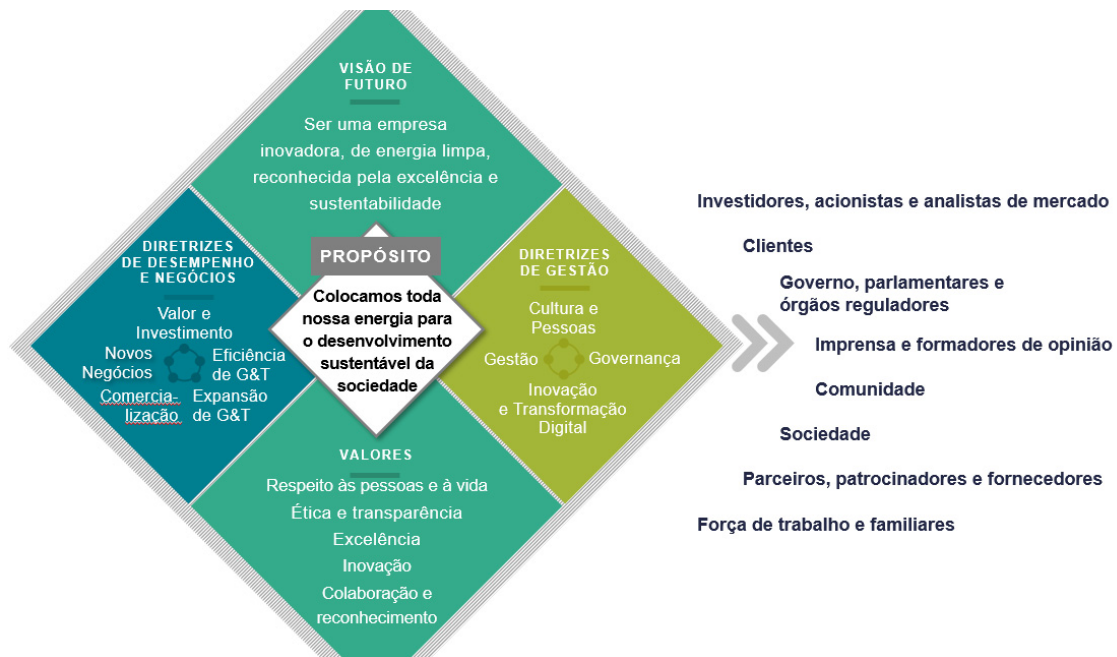 VISÃO DE
FUTURO
Ser uma empresa
inovadora, de energia limpa,
reconhecida pela excelência e
sustentabilidade
DIRETRIZES
DE DESEMPENHO
E NEGÓCIOS
Valor e
Investimento
Novos
Negócios
Eficiência
de G&T
Comercia-
lização
Expansão
de G&T
PROPÓSITO
Colocamos toda
nossa energia para
o desenvolvimento
sustentável da
sociedade
DIRETRIZES
DE GESTÃO
Cultura e
Pessoas
Gestão
Governança
Inovação
e Transformação
Digital
VALORES
Respeito às pessoas e à vida
Ética e transparência
Excelência
Inovação
Colaboração e
reconhecimento
Investidores, acionistas e analistas de mercado
Clientes
Governo, parlamentares e
órgãos reguladores
Imprensa e formadores de opinião
Comunidade
Sociedade
Parceiros, patrocinadores e fornecedores
Força de trabalho e familiares